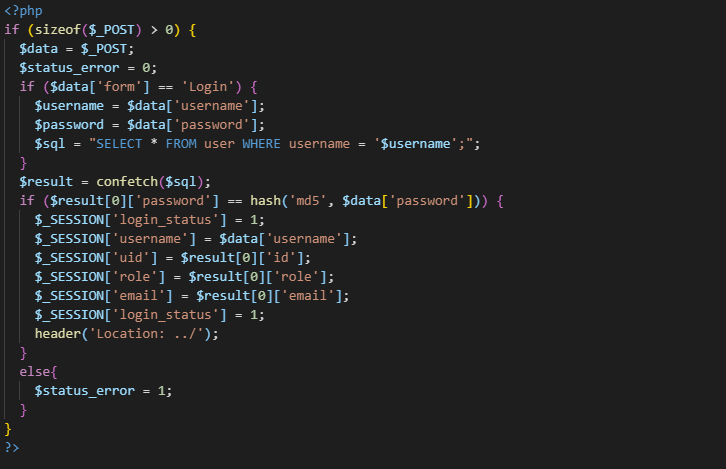 <?php
if (sizeof($_POST) > 0) {
  $data = $_POST;
  $status_error = 0;
  if ($data['form'] == 'Login') {
    $username = $data['username'];
    $password = $data['password'];
    $sql = "SELECT * FROM user WHERE username = '$username';";
  }
  $result = confetch($sql);
  if ($result[0]['password'] == hash('md5', $data['password'])) {
    $_SESSION['login_status'] = 1;
    $_SESSION['username'] = $data['username'];
    $_SESSION['uid'] = $result[0]['id'];
    $_SESSION['role'] = $result[0]['role'];
    $_SESSION['email'] = $result[0]['email'];
    $_SESSION['login_status'] = 1;
    header('Location: ../');
  }
  else{
    $status_error = 1;
  }
}
?>